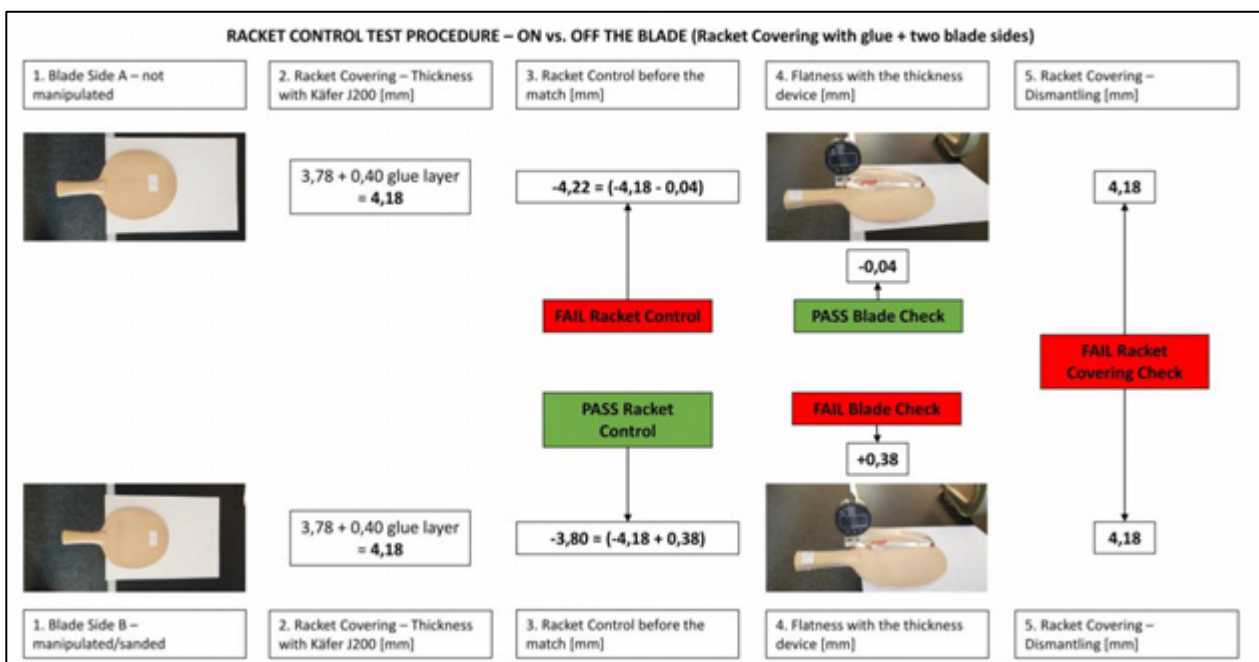 RACKET CONTROL TEST PROCEDURE – ON vs. OFF THE BLADE (Racket Covering with glue + two blade sides)
1. Blade Side A – not
manipulated
2. Racket Covering – Thickness
with Käfer J200 [mm]
3. Racket Control before the
match [mm]
4. Flatness with the thickness
device [mm]
5. Racket Covering –
Dismantling [mm]
3,78 + 0,40 glue layer
= 4,18
-4,22 = (-4,18 - 0,04)
4,18
-0,04
FAIL Racket Control
PASS Blade Check
FAIL Racket
Covering Check
PASS Racket
Control
FAIL Blade Check
+0,38
3,78 + 0,40 glue layer
= 4,18
-3,80 = (-4,18 + 0,38)
4,18
1. Blade Side B –
manipulated/sanded
2. Racket Covering – Thickness
with Käfer J200 [mm]
3. Racket Control before the
match [mm]
4. Flatness with the thickness
device [mm]
5. Racket Covering –
Dismantling [mm]